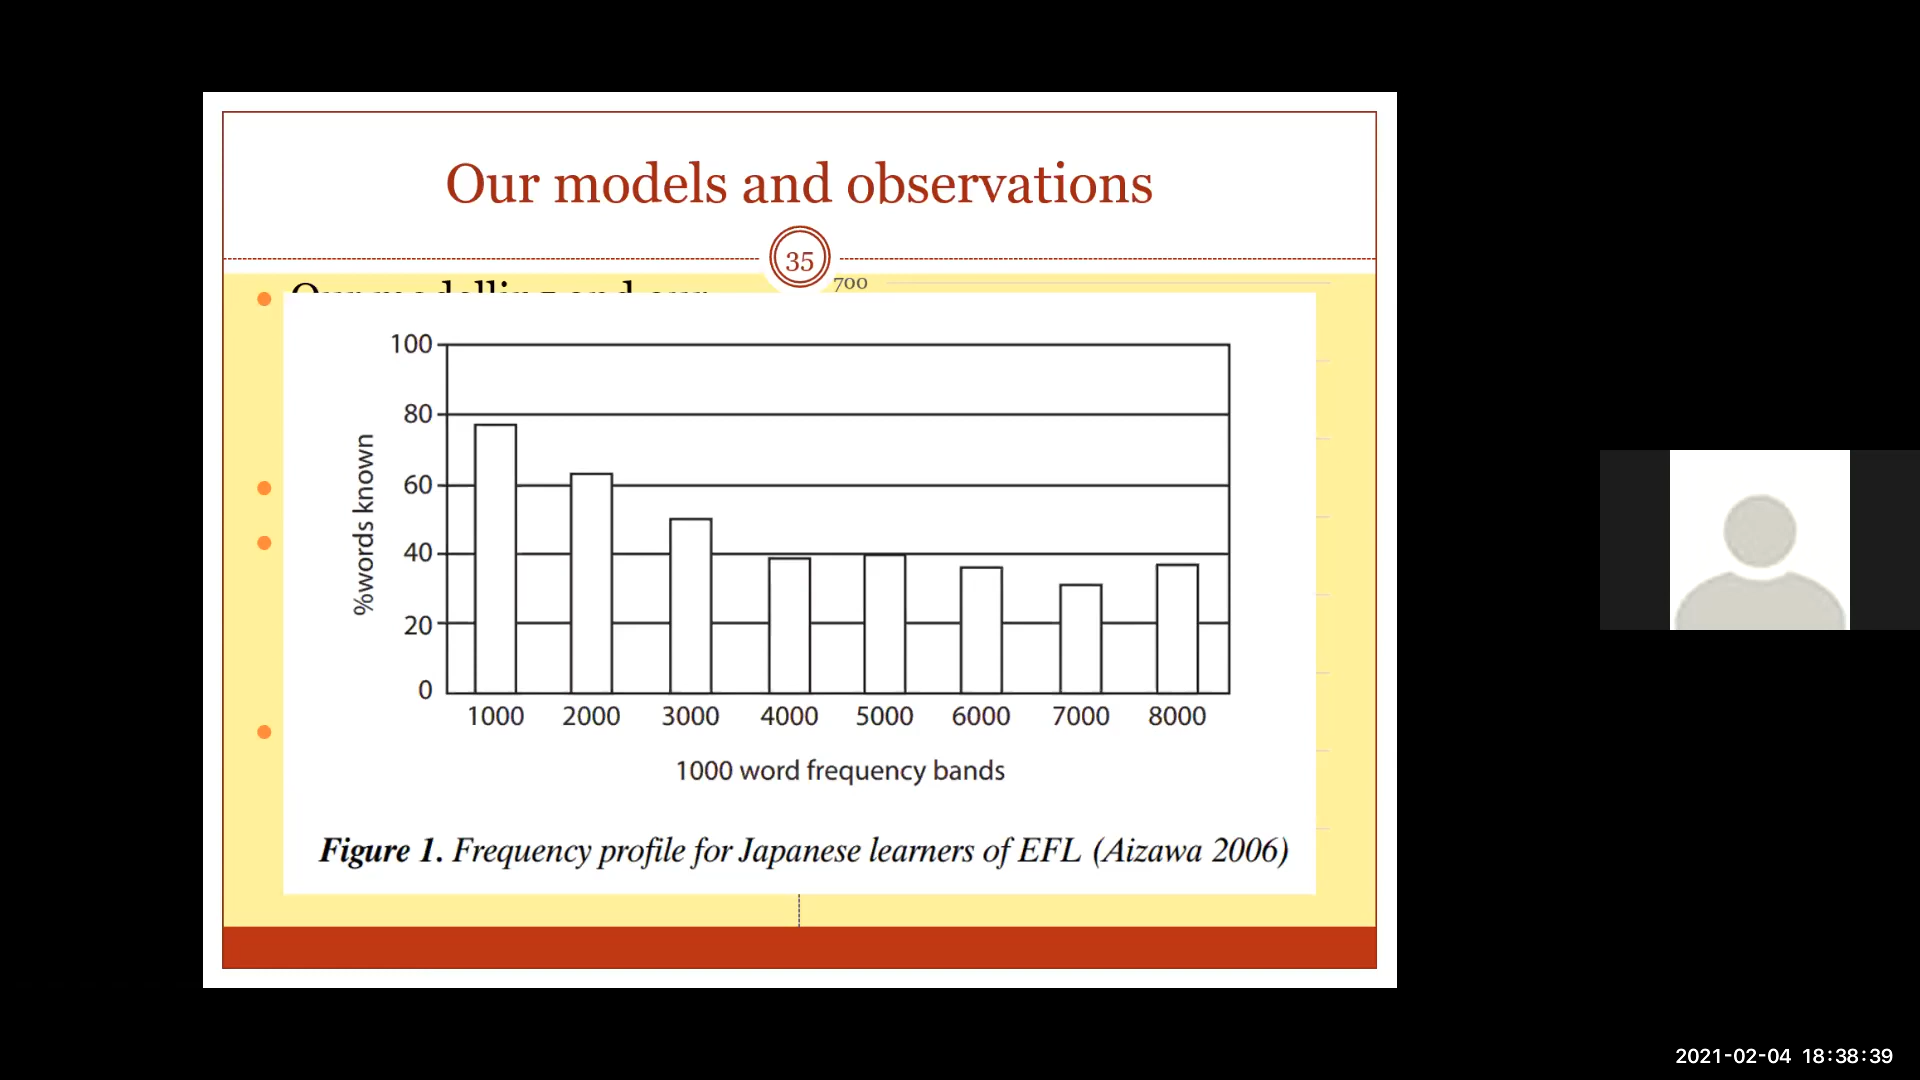 Our models and observations
35
700
100
80
60
40
20
0
%words known
1000 2000 3000 4000 5000 6000 7000 8000
1000 word frequency bands
Figure 1. Frequency profile for Japanese learners of EFL (Aizawa 2006)
2021-02-04 18:38:39